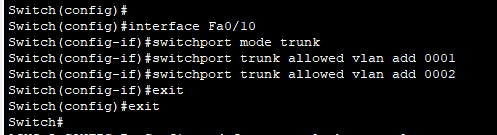 Switch(config)#
Switch(config)#interface Fa0/10
Switch(config-if)#switchport mode trunk
Switch(config-if)#switchport trunk allowed vlan add 0001
Switch(config-if)#switchport trunk allowed vlan add 0002
Switch(config-if)#exit
Switch(config)#exit
Switch#